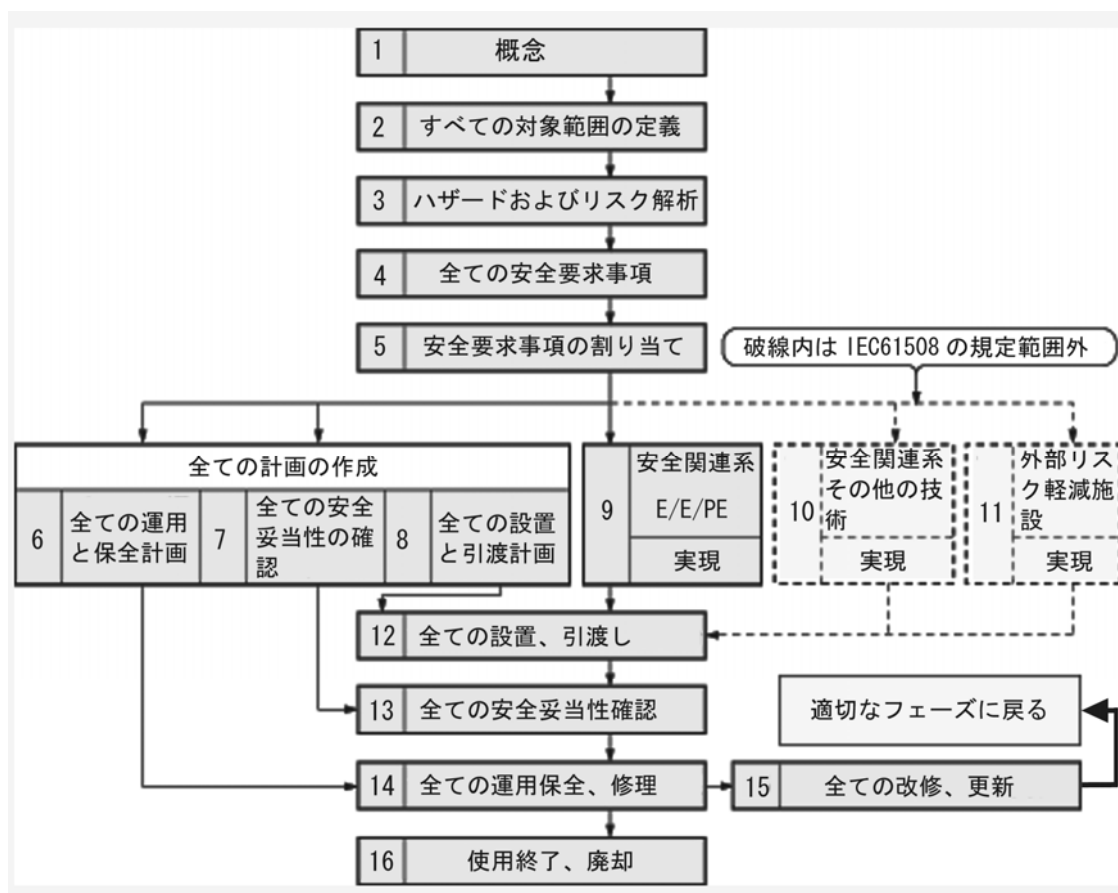 1 概念
2 すべての対象範囲の定義
3 ハザードおよびリスク解析
4 全ての安全要求事項
5 安全要求事項の割り当て
破線内は IEC61508 の規定範囲外
全ての計画の作成
6 全ての運用
と保全計画
7 全ての安全
妥当性の確
認
8 全ての設置
と引渡計画
9 安全関連系
E/E/PE
実現
10 安全関連系
その他の技
術
実現
11 外部リス
ク軽減施
設
実現
12 全ての設置、引渡し
13 全ての安全妥当性確認
適切なフェーズに戻る
14 全ての運用保全、修理
15 全ての改修、更新
16 使用終了、廃却